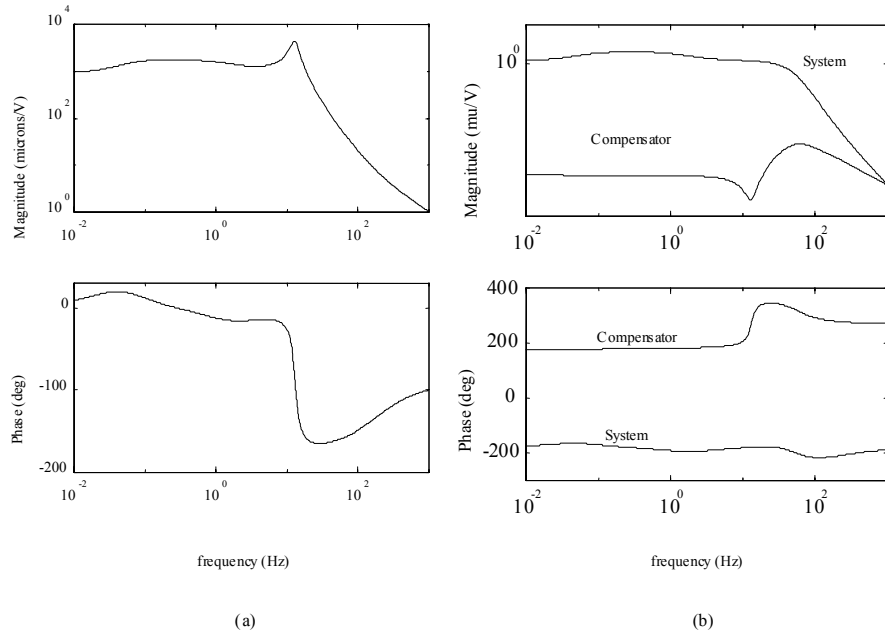 10^4
10^2
10^0
Magnitude (microns/V)
10^-2
10^0
10^2
0
-100
-200
Phase (deg)
10^-2
10^0
10^2
frequency (Hz)
(a)
10^0
Magnitude (mu/V)
System
Compensator
10^-2
10^0
10^2
400
200
0
-200
Phase (deg)
Compensator
System
10^-2
10^0
10^2
frequency (Hz)
(b)